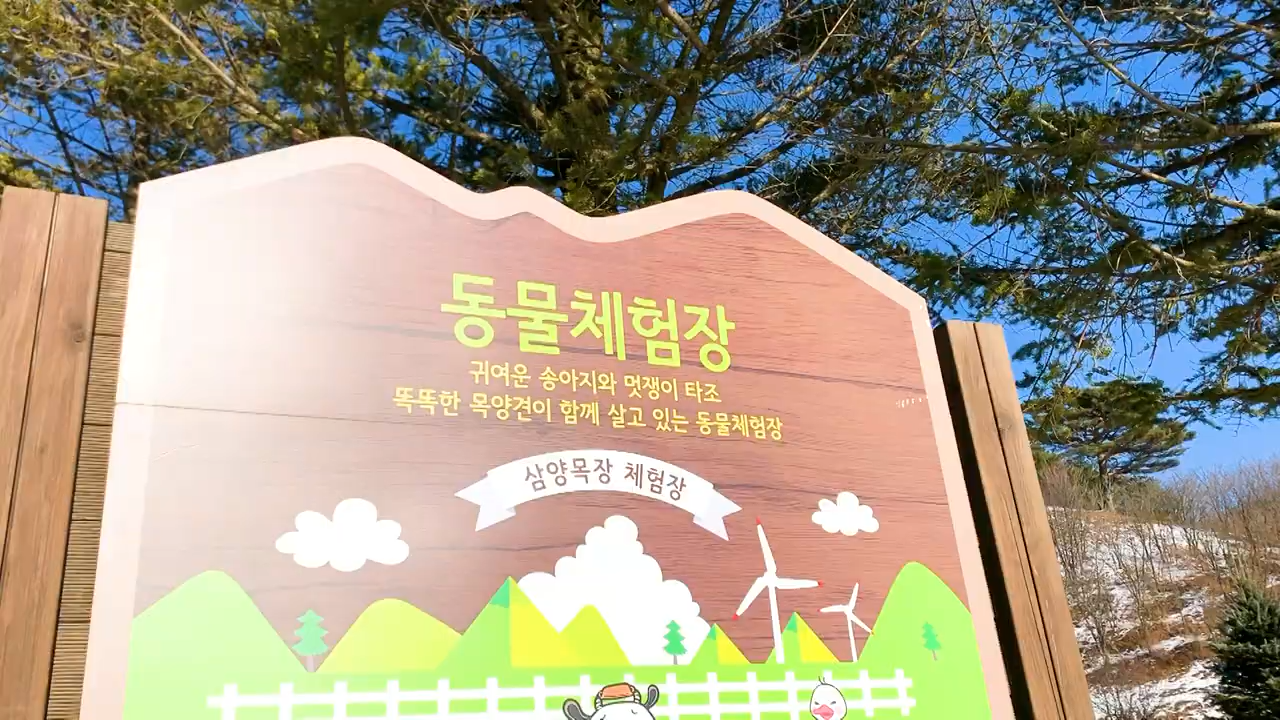 동물체험장
귀여운 송아지와 멋쟁이 타조
똑똑한 목양견이 함께 살고 있는 동물체험장
삼양목장 체험장